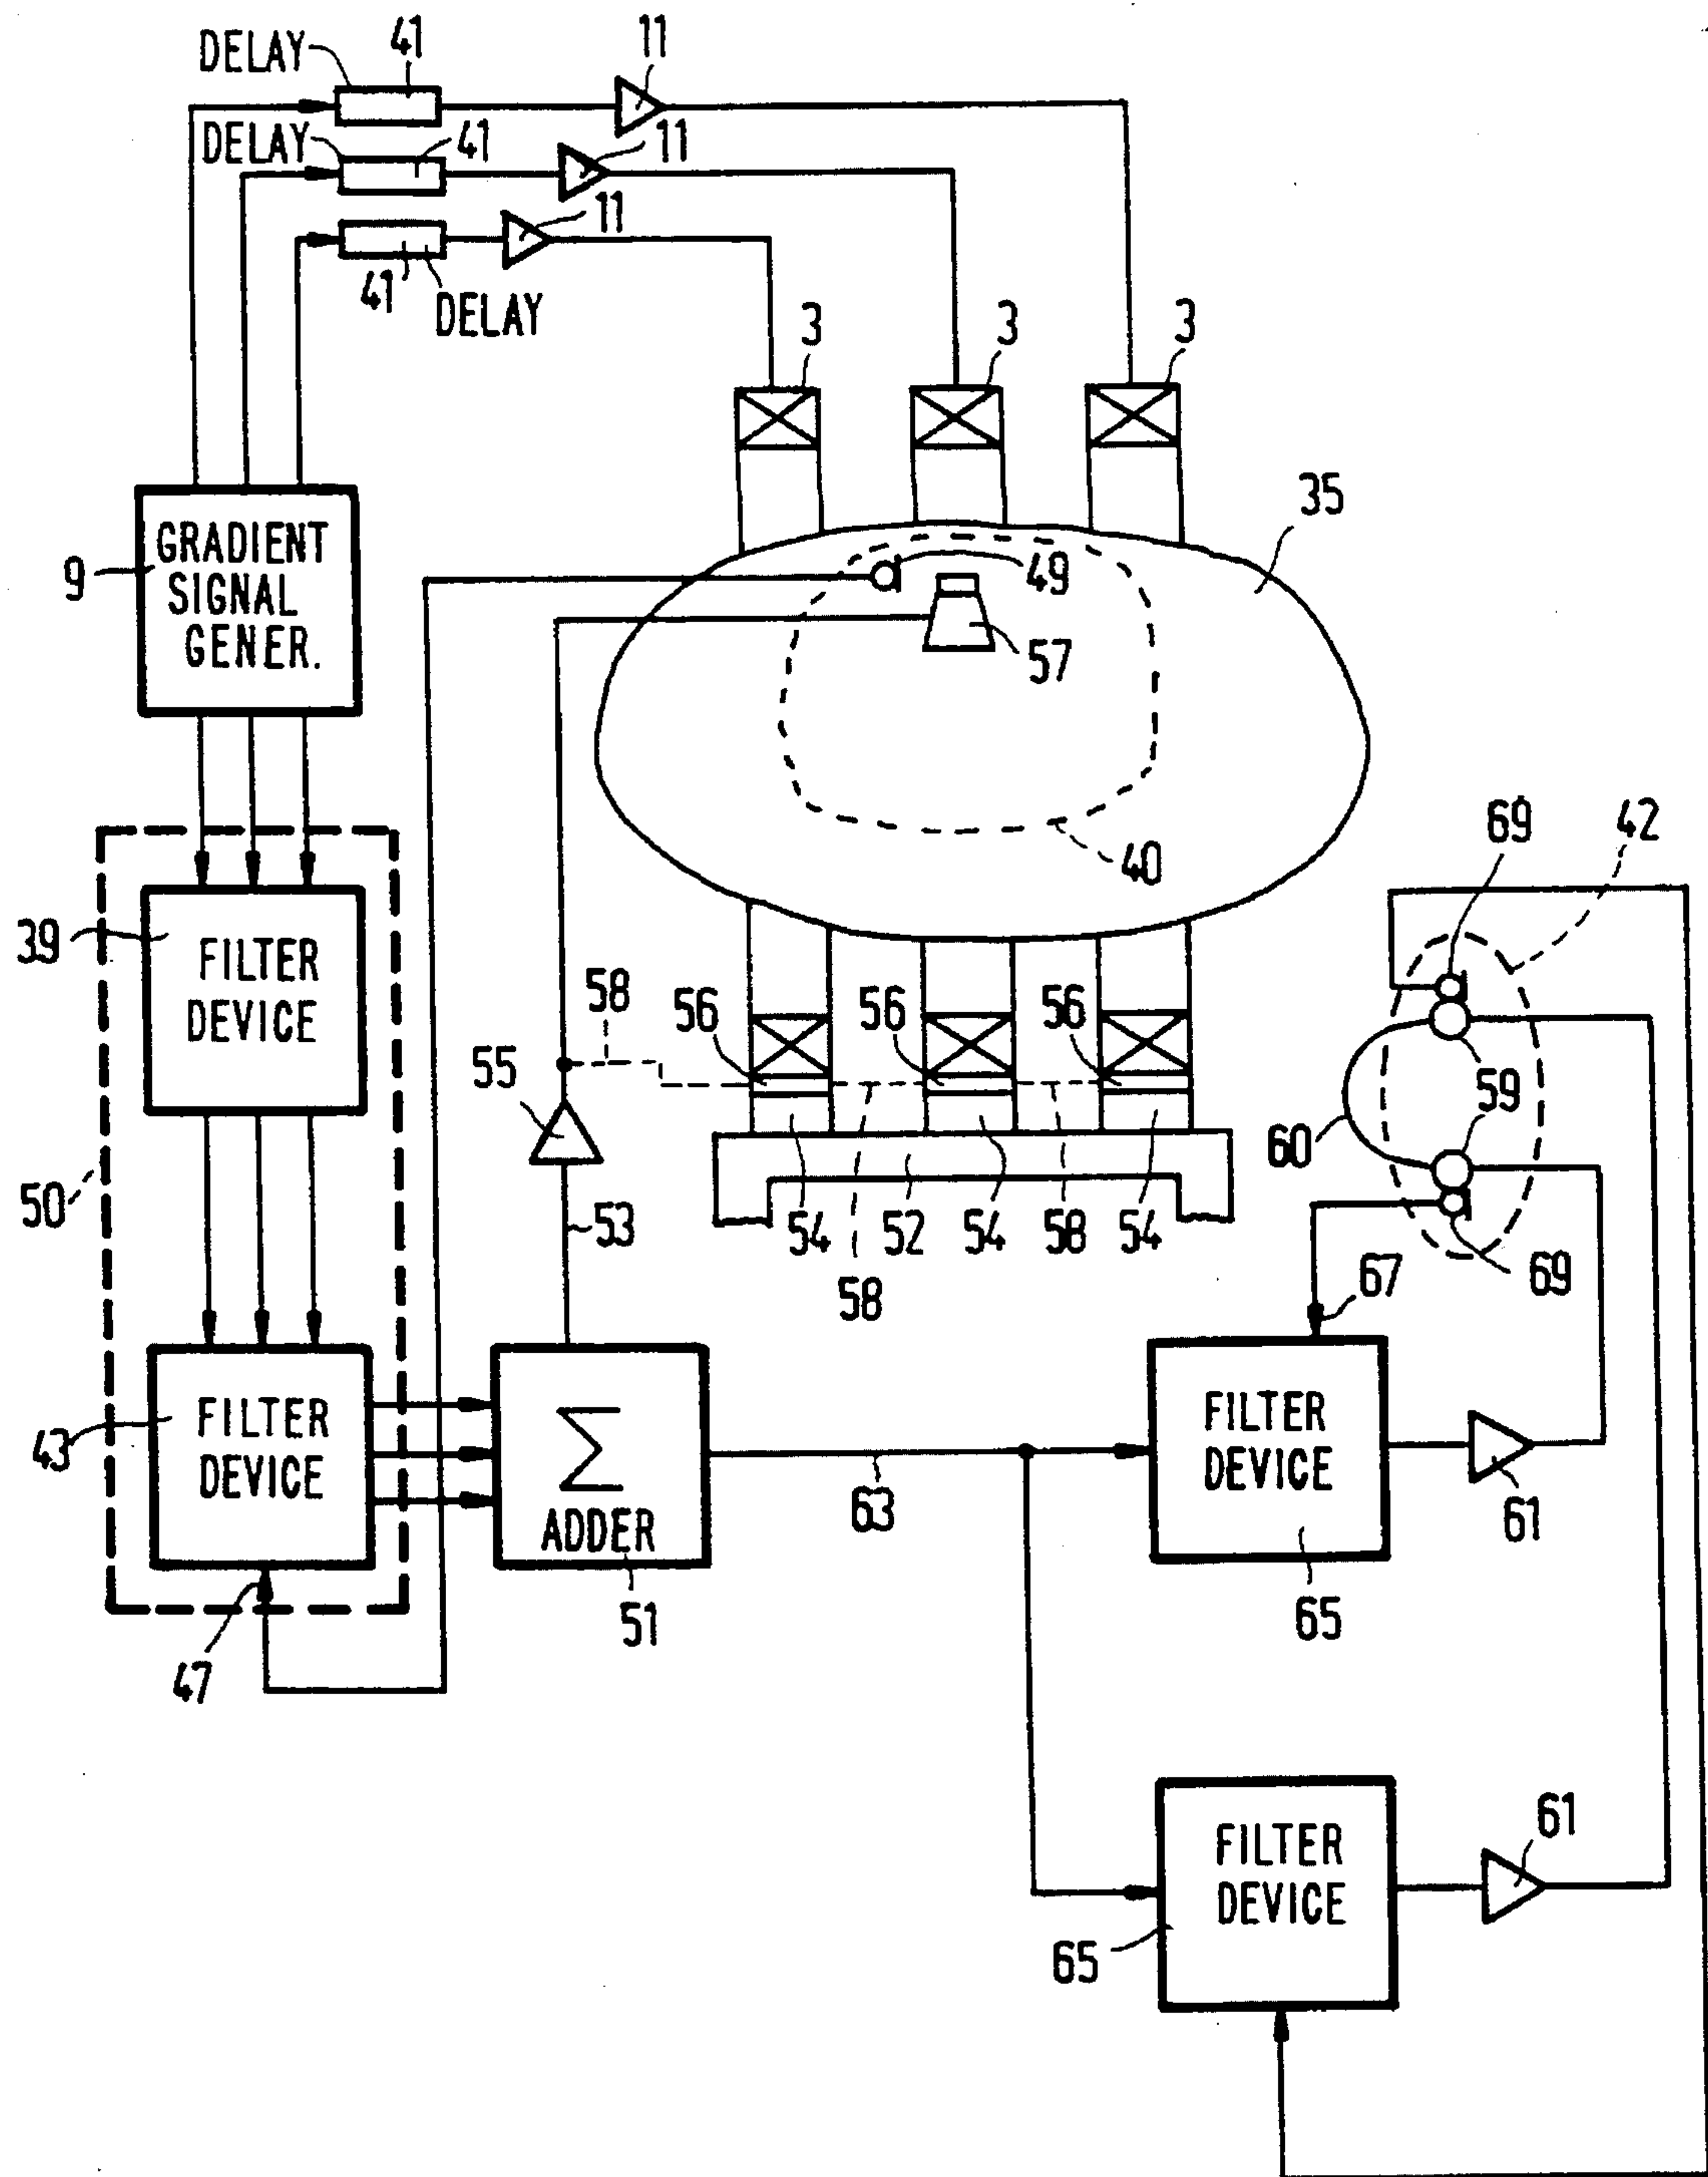 DELAY 41 11
DELAY 41 11
11
41 DELAY
3 3 3
35
9 GRADIENT
SIGNAL
GENER.
49
57
40
69 42
39 FILTER
DEVICE
58
56 56 56
55
59
60
50
53
54 52 54 58 54
58
67 69
43 FILTER
DEVICE
Σ
ADDER
51
63
FILTER
DEVICE
65
61
47
FILTER
DEVICE
65
61